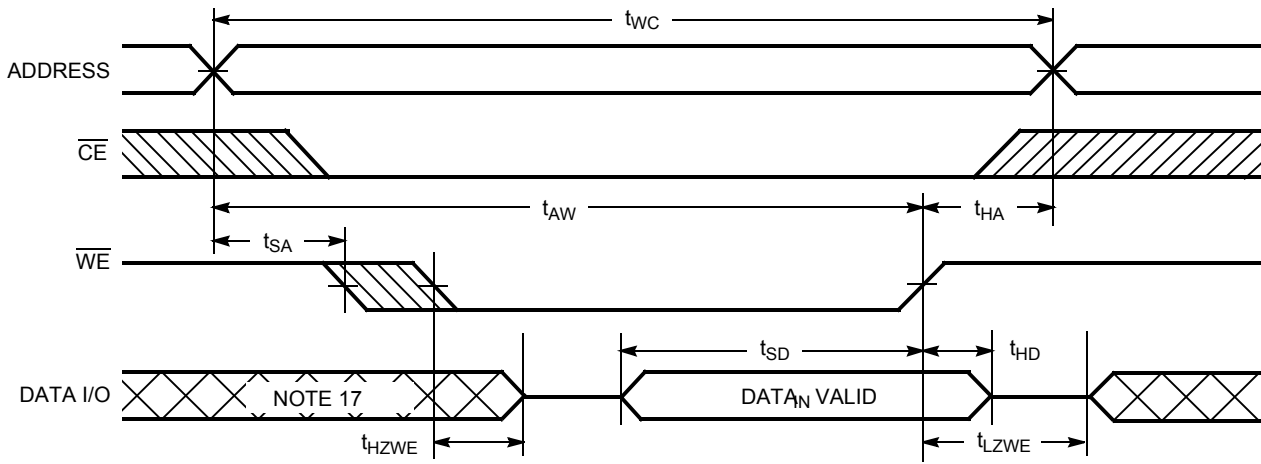 tWC
ADDRESS
CE
tAW
tHA
tSA
WE
tSD
tHD
DATA I/O
NOTE 17
DATAIN VALID
tHZWE
tLZWE